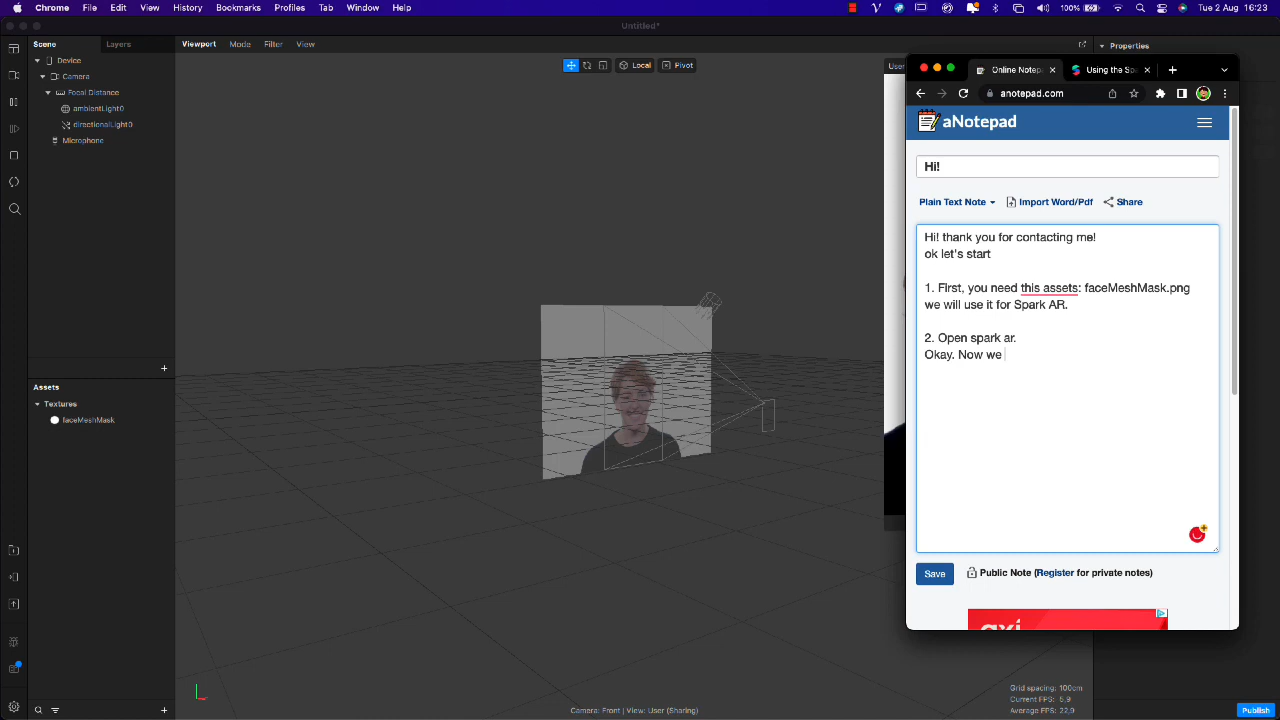 Chrome File Edit View History Bookmarks Profiles Tab Window Help
100% Tue 2 Aug 16:23
Untitled*
Scene Layers
Viewport Mode Filter View
Properties
Device
Camera
Focal Distance
ambientLight0
directionalLight0
Microphone
Local Pivot
Assets
Textures
faceMeshMask
Online Notep
Using the Spa
anotepad.com
aNotepad
Hi!
Plain Text Note Import Word/Pdf Share
Hi! thank you for contacting me!
ok let's start
1. First, you need this assets: faceMeshMask.png
we will use it for Spark AR.
2. Open spark ar.
Okay. Now we
Save Public Note (Register for private notes)
axi
Grid spacing: 100cm
Current FPS: 5,9
Average FPS: 22,9
Camera: Front | View: User (Sharing)
Publish